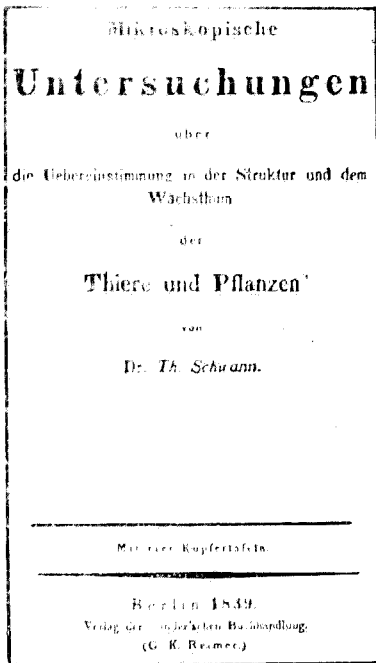 Mikroskopische
Untersuchungen
über
die Uebereinstimmung in der Struktur und dem
Wachsthum
der
Thiere und Pflanzen
von
Dr. Th. Schwann.
Mit vier Kupfertafeln.
Berlin 1839.
Verlag der Buchhandlung.
(G. E. Reimer.)